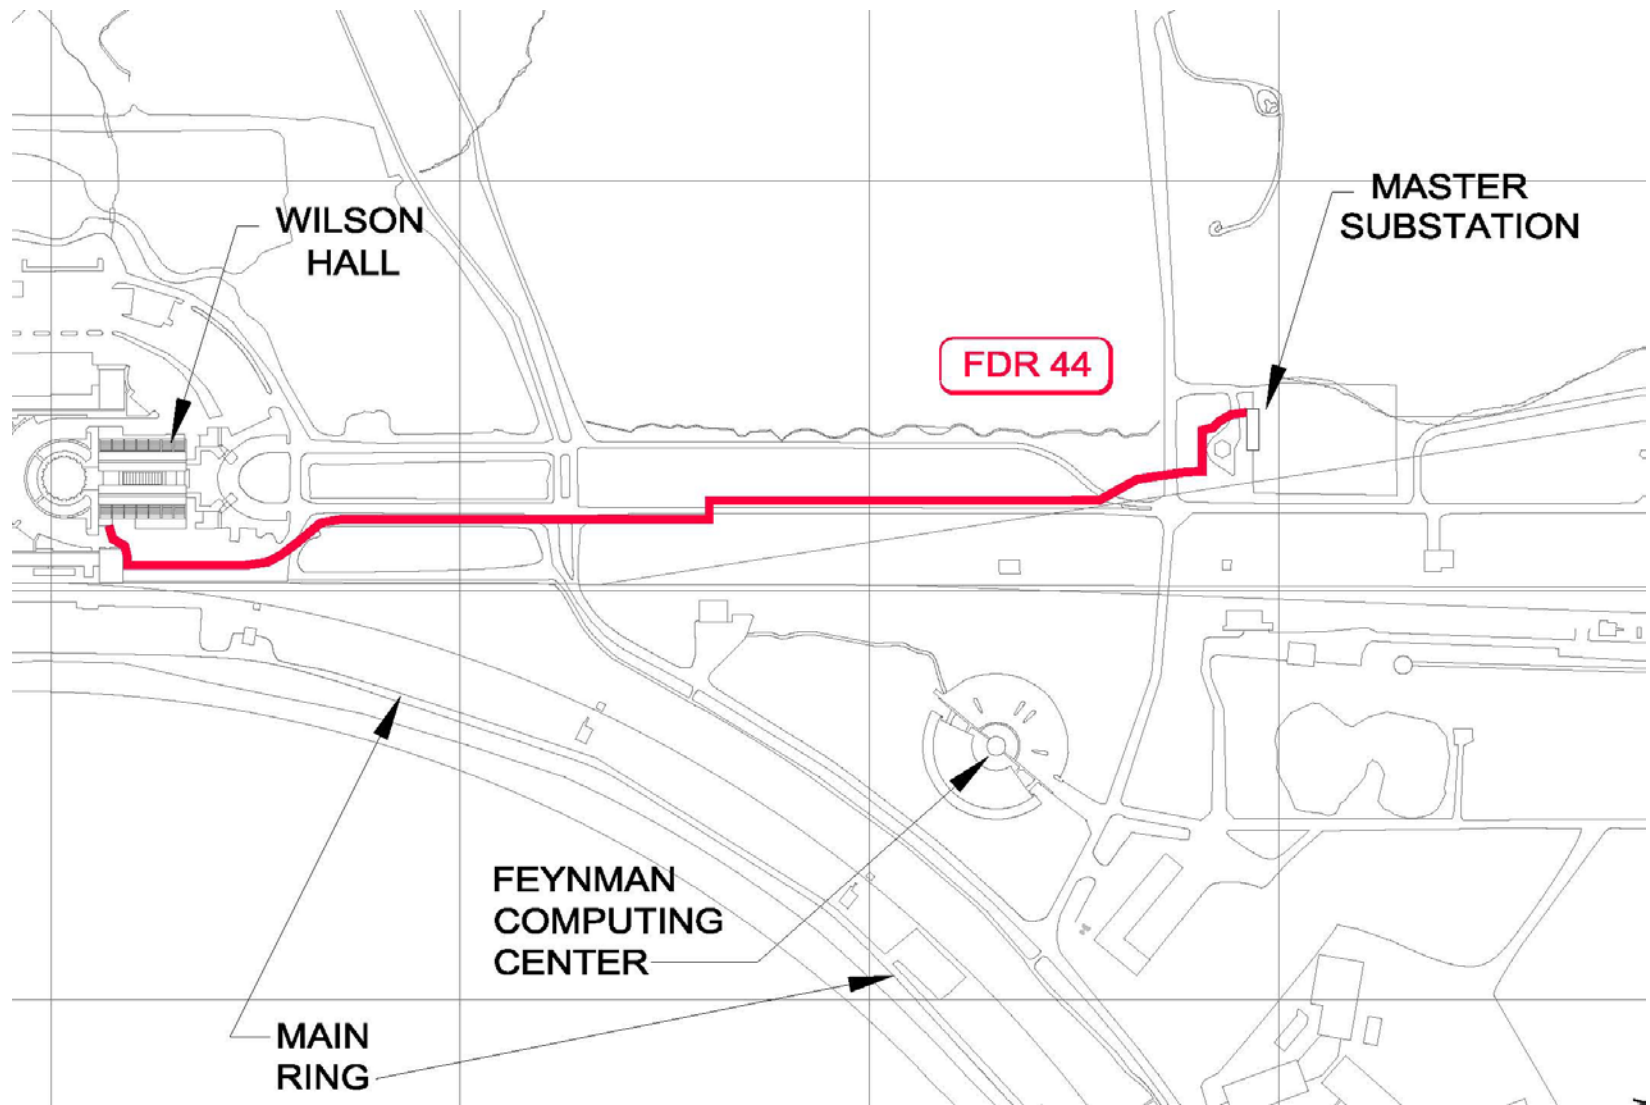 WILSON
HALL
MASTER
SUBSTATION
FDR 44
FEYNMAN
COMPUTING
CENTER
MAIN
RING